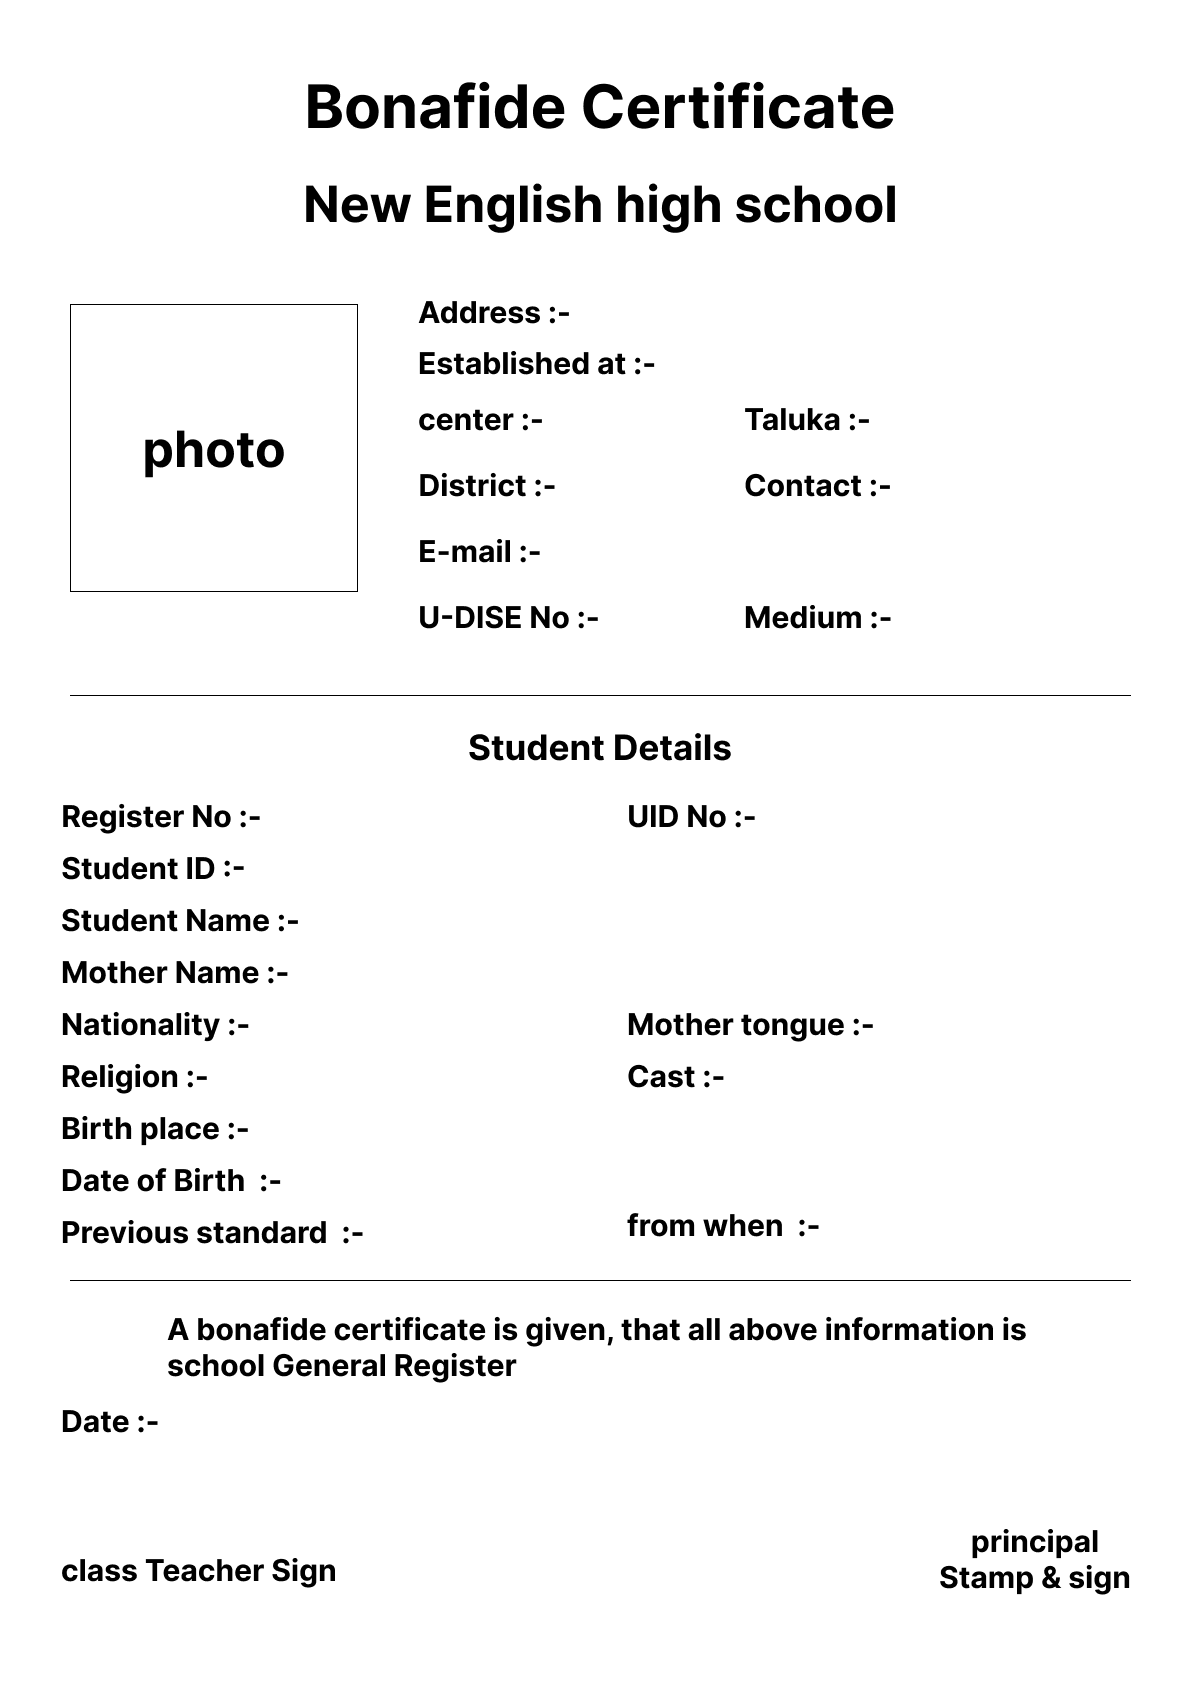 Bonafide Certificate
New English high school
photo
Address :-
Established at :-
center :- Taluka :-
District :- Contact :-
E-mail :-
U-DISE No :- Medium :-
Student Details
Register No :- UID No :-
Student ID :-
Student Name :-
Mother Name :-
Nationality :- Mother tongue :-
Religion :- Cast :-
Birth place :-
Date of Birth  :-
Previous standard  :- from when  :-
A bonafide certificate is given, that all above information is
school General Register
Date :-
class Teacher Sign
principal
Stamp & sign